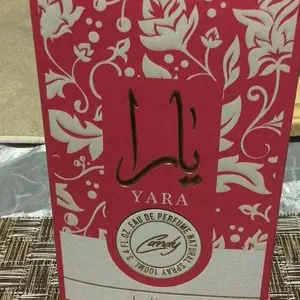 يارا
YARA
3.4 FL.OZ. EAU DE PERFUME NATURAL SPRAY 100ML
Candy